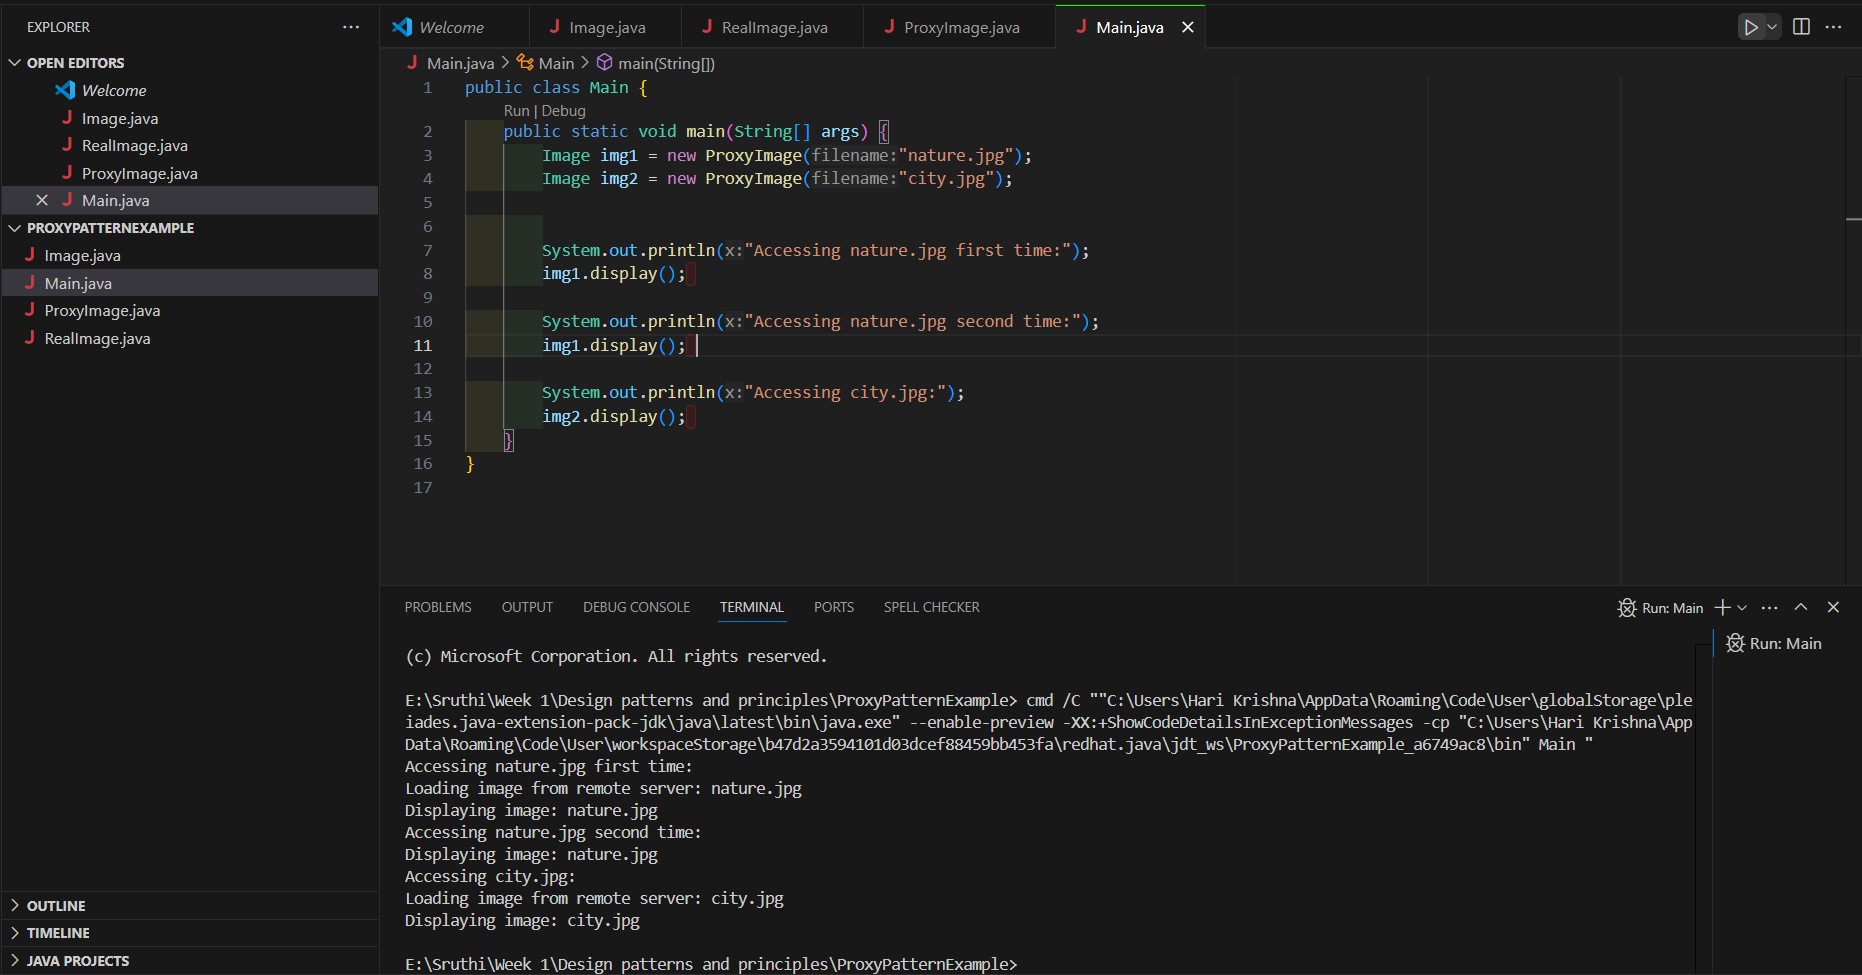 EXPLORER
OPEN EDITORS
Welcome
Image.java
RealImage.java
ProxyImage.java
Main.java
PROXYPATTERNEXAMPLE
Image.java
Main.java
ProxyImage.java
RealImage.java
OUTLINE
TIMELINE
JAVA PROJECTS
Welcome Image.java RealImage.java ProxyImage.java Main.java
Main.java > Main > main(String[])
1 public class Main {
Run | Debug
2 public static void main(String[] args) {
3 Image img1 = new ProxyImage(filename:"nature.jpg");
4 Image img2 = new ProxyImage(filename:"city.jpg");
5
6
7 System.out.println(x:"Accessing nature.jpg first time:");
8 img1.display();
9
10 System.out.println(x:"Accessing nature.jpg second time:");
11 img1.display();
12
13 System.out.println(x:"Accessing city.jpg:");
14 img2.display();
15 }
16 }
17
PROBLEMS OUTPUT DEBUG CONSOLE TERMINAL PORTS SPELL CHECKER
Run: Main
Run: Main
(c) Microsoft Corporation. All rights reserved.
E:\Sruthi\Week 1\Design patterns and principles\ProxyPatternExample> cmd /C ""C:\Users\Hari Krishna\AppData\Roaming\Code\User\globalStorage\ple
iades.java-extension-pack-jdk\java\latest\bin\java.exe" --enable-preview -XX:+ShowCodeDetailsInExceptionMessages -cp "C:\Users\Hari Krishna\App
Data\Roaming\Code\User\workspaceStorage\b47d2a3594101d03dcef88459bb453fa\redhat.java\jdt_ws\ProxyPatternExample_a6749ac8\bin" Main "
Accessing nature.jpg first time:
Loading image from remote server: nature.jpg
Displaying image: nature.jpg
Accessing nature.jpg second time:
Displaying image: nature.jpg
Accessing city.jpg:
Loading image from remote server: city.jpg
Displaying image: city.jpg
E:\Sruthi\Week 1\Design patterns and principles\ProxyPatternExample>